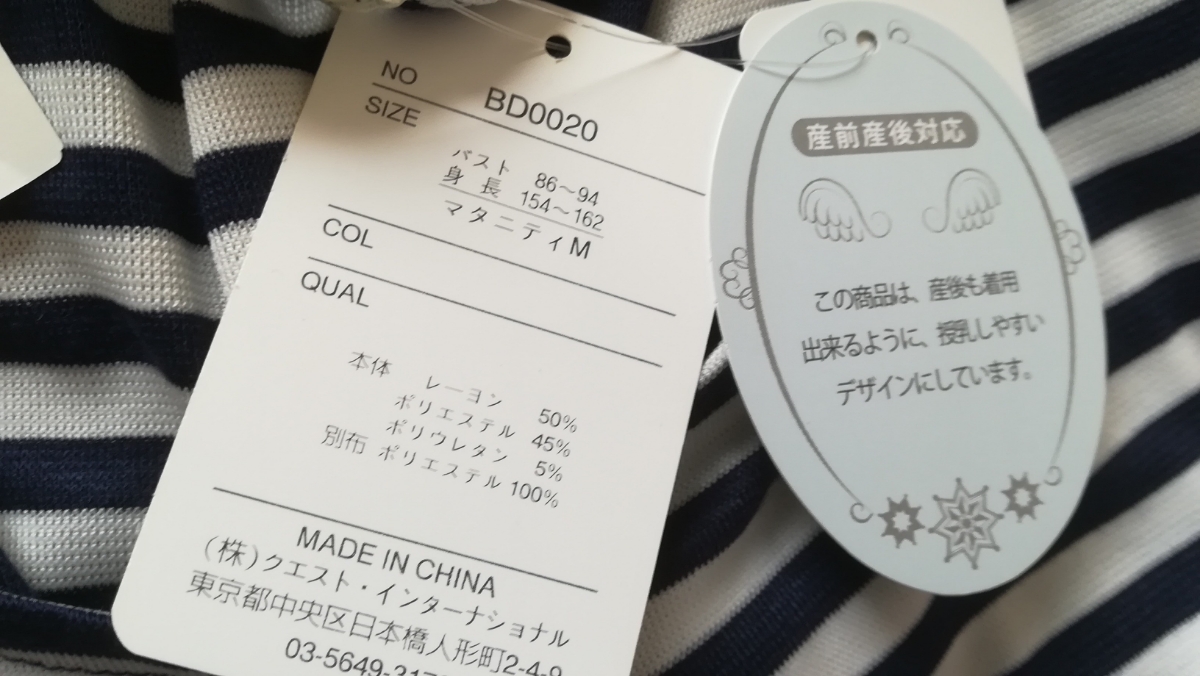 NO BD0020
SIZE
バスト 86～94
身長 154～162
マタニティM
COL
QUAL
本体 レーヨン 50%
ポリエステル 45%
ポリウレタン 5%
別布 ポリエステル 100%
MADE IN CHINA
(株)クエスト・インターナショナル
東京都中央区日本橋人形町2-4-9
03-5649-317
産前産後対応
この商品は、産後も着用
出来るように、授乳しやすい
デザインにしています。